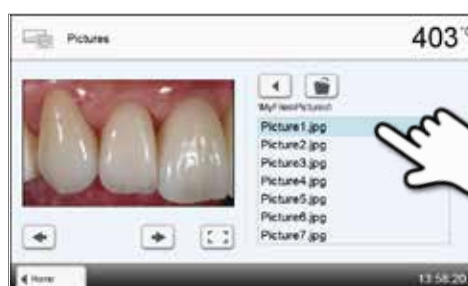 Pictures
403 °C
\MyFiles\Pictures\
Picture1.jpg
Picture2.jpg
Picture3.jpg
Picture4.jpg
Picture5.jpg
Picture6.jpg
Picture7.jpg
Home
13:58:20